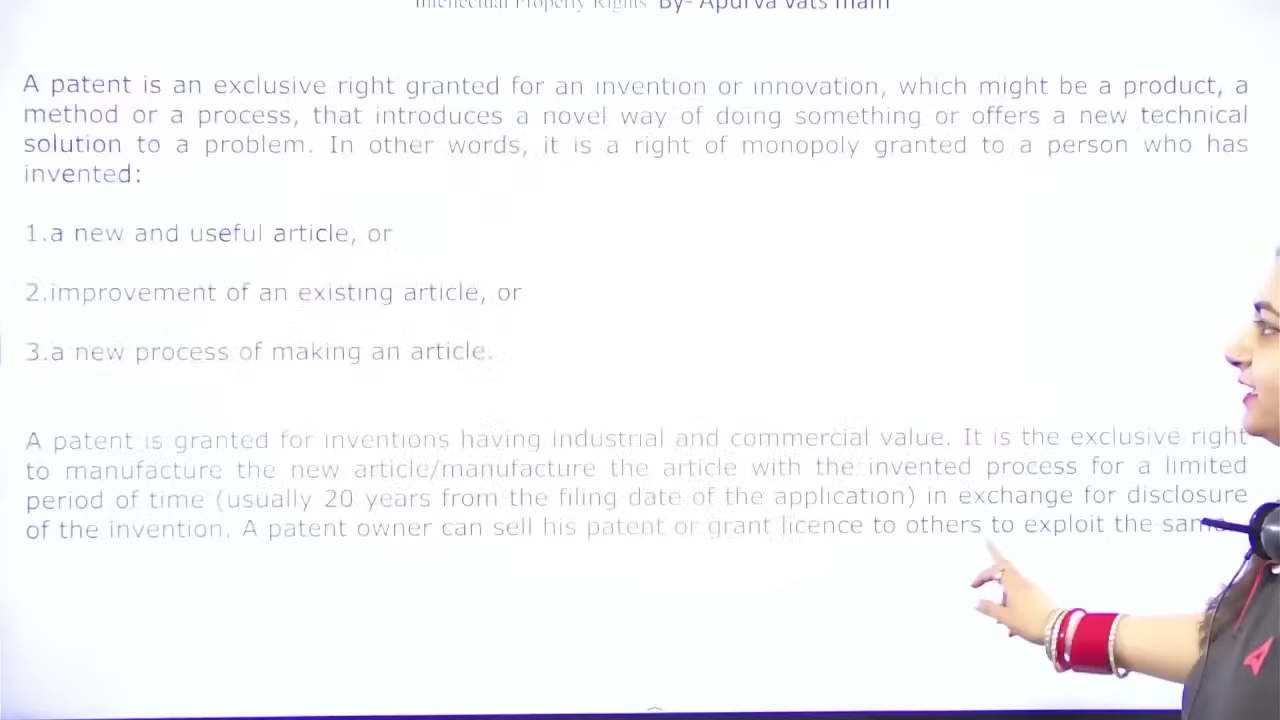 Intellectual Property Rights By- Apurva Vats mam
A patent is an exclusive right granted for an invention or innovation, which might be a product, a
method or a process, that introduces a novel way of doing something or offers a new technical
solution to a problem. In other words, it is a right of monopoly granted to a person who has
invented:
1.a new and useful article, or
2.improvement of an existing article, or
3.a new process of making an article.
A patent is granted for inventions having industrial and commercial value. It is the exclusive right
to manufacture the new article/manufacture the article with the invented process for a limited
period of time (usually 20 years from the filing date of the application) in exchange for disclosure
of the invention. A patent owner can sell his patent or grant licence to others to exploit the same